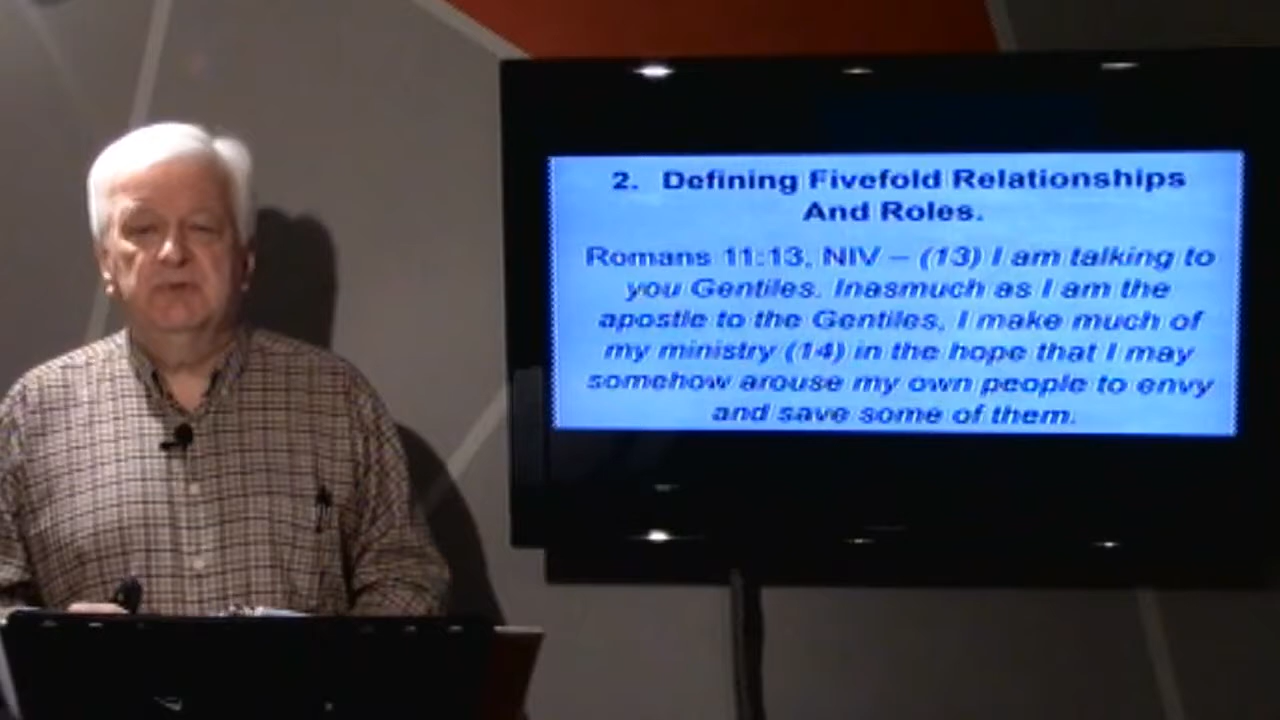 2. Defining Fivefold Relationships
And Roles.
Romans 11:13, NIV – (13) I am talking to
you Gentiles. Inasmuch as I am the
apostle to the Gentiles, I make much of
my ministry (14) in the hope that I may
somehow arouse my own people to envy
and save some of them.